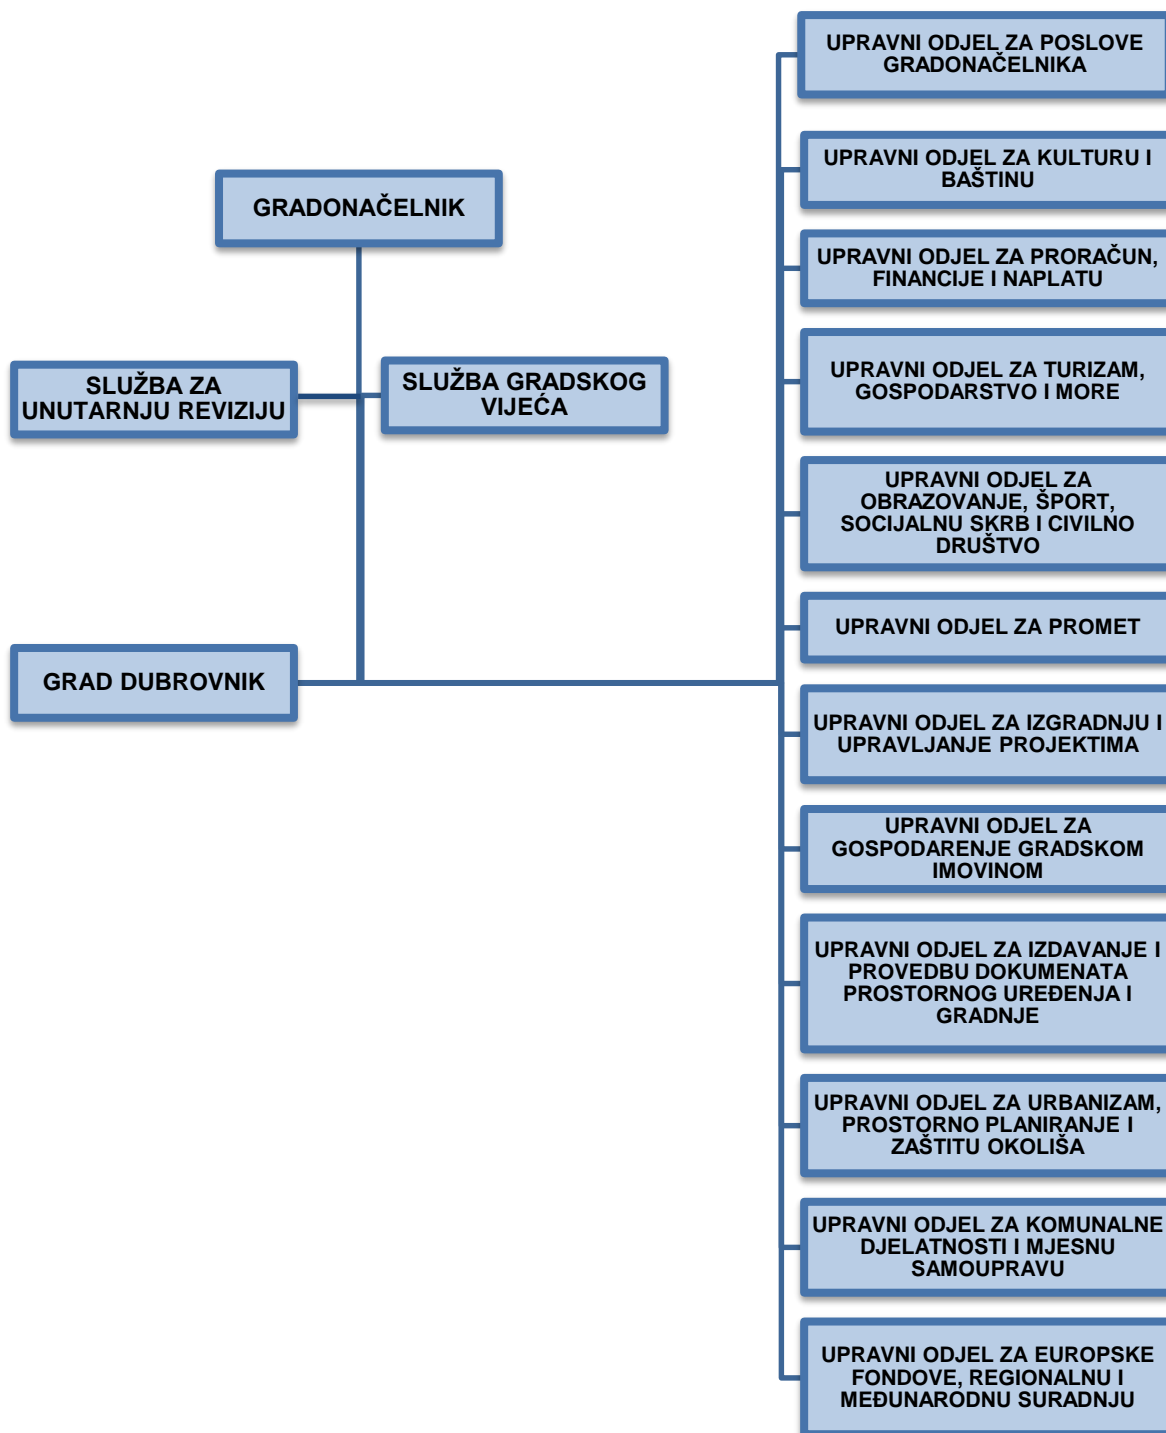 GRADONAČELNIK
SLUŽBA ZA
UNUTARNJU REVIZIJU
SLUŽBA GRADSKOG
VIJEĆA
GRAD DUBROVNIK
UPRAVNI ODJEL ZA POSLOVE
GRADONAČELNIKA
UPRAVNI ODJEL ZA KULTURU I
BAŠTINU
UPRAVNI ODJEL ZA PRORAČUN,
FINANCIJE I NAPLATU
UPRAVNI ODJEL ZA TURIZAM,
GOSPODARSTVO I MORE
UPRAVNI ODJEL ZA
OBRAZOVANJE, ŠPORT,
SOCIJALNU SKRB I CIVILNO
DRUŠTVO
UPRAVNI ODJEL ZA PROMET
UPRAVNI ODJEL ZA IZGRADNJU I
UPRAVLJANJE PROJEKTIMA
UPRAVNI ODJEL ZA
GOSPODARENJE GRADSKOM
IMOVINOM
UPRAVNI ODJEL ZA IZDAVANJE I
PROVEDBU DOKUMENATA
PROSTORNOG UREĐENJA I
GRADNJE
UPRAVNI ODJEL ZA URBANIZAM,
PROSTORNO PLANIRANJE I
ZAŠTITU OKOLIŠA
UPRAVNI ODJEL ZA KOMUNALNE
DJELATNOSTI I MJESNU
SAMOUPRAVU
UPRAVNI ODJEL ZA EUROPSKE
FONDOVE, REGIONALNU I
MEĐUNARODNU SURADNJU